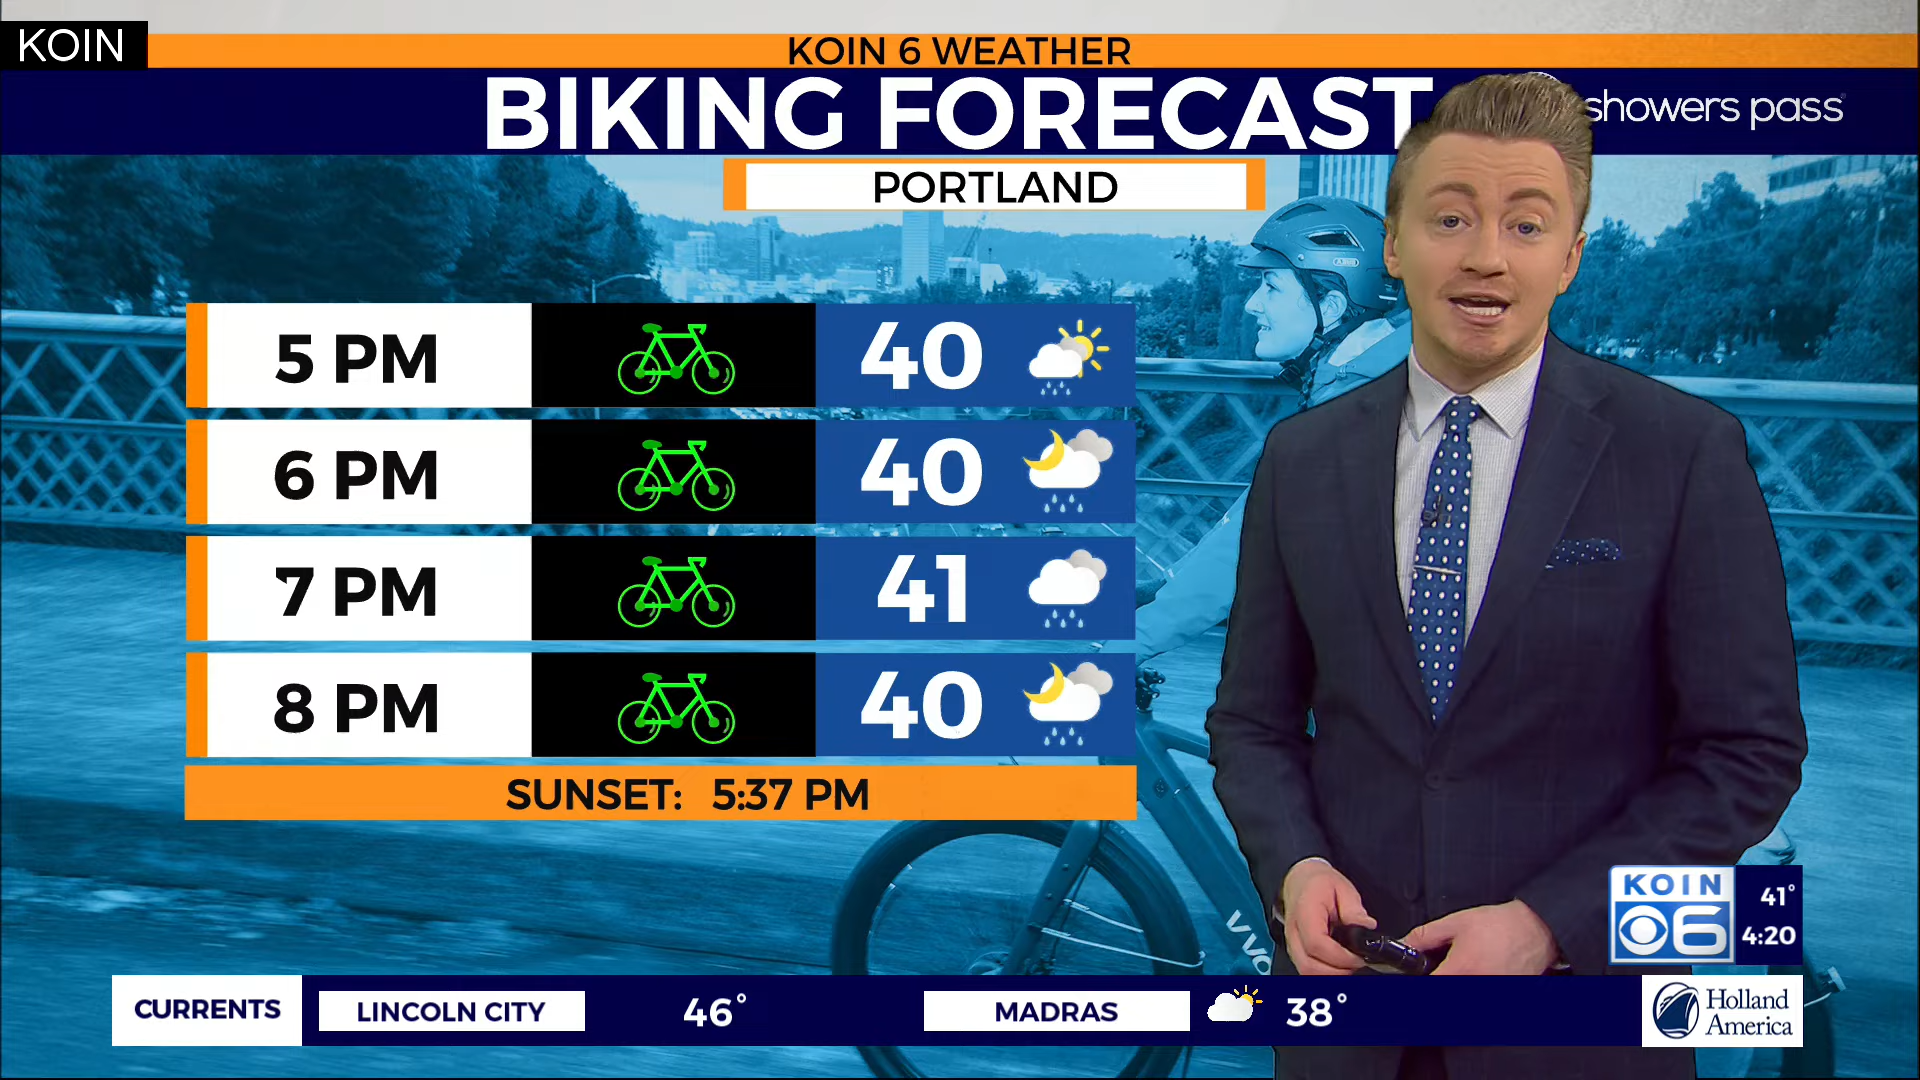 KOIN
KOIN 6 WEATHER
BIKING FORECAST
showers pass
PORTLAND
ABUS
5 PM 40
6 PM 40
7 PM 41
8 PM 40
SUNSET: 5:37 PM
VVO
KOIN
6
41°
4:20
CURRENTS
LINCOLN CITY 46°
MADRAS 38°
Holland
America